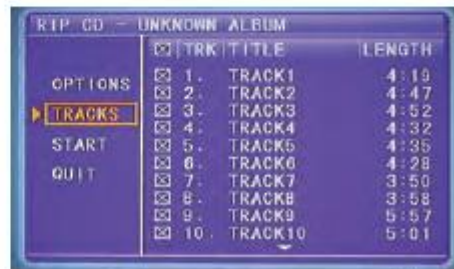 RIP CD - UNKNOWN ALBUM
TRK TITLE LENGTH
OPTIONS
TRACKS
START
QUIT
1. TRACK1 4:19
2. TRACK2 4:47
3. TRACK3 4:52
4. TRACK4 4:32
5. TRACK5 4:35
6. TRACK6 4:28
7. TRACK7 3:50
8. TRACK8 3:58
9. TRACK9 5:57
10. TRACK10 5:01